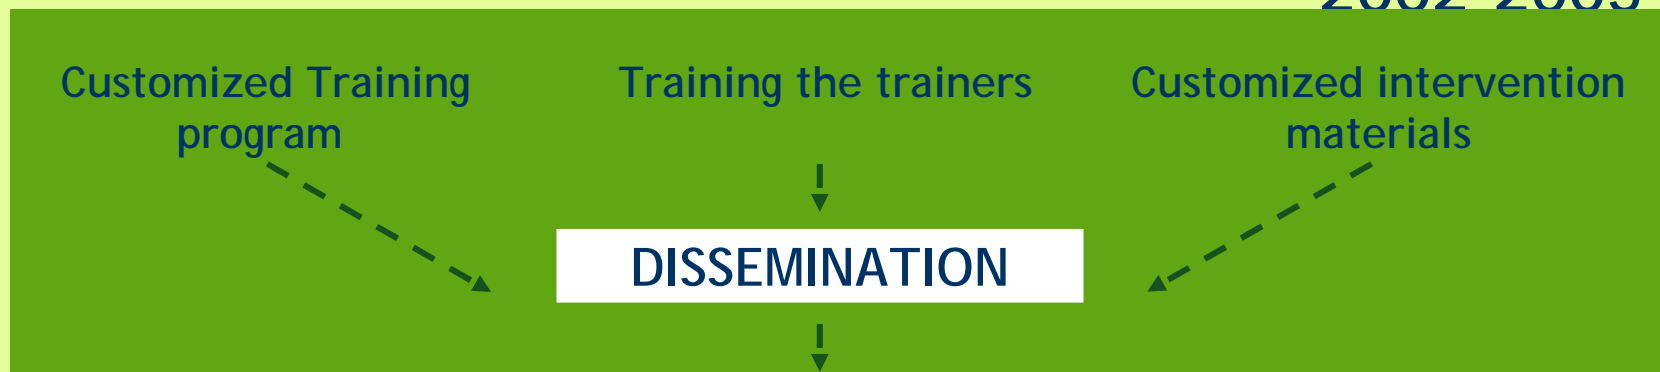 Customized Training
program
Training the trainers
Customized intervention
materials
DISSEMINATION